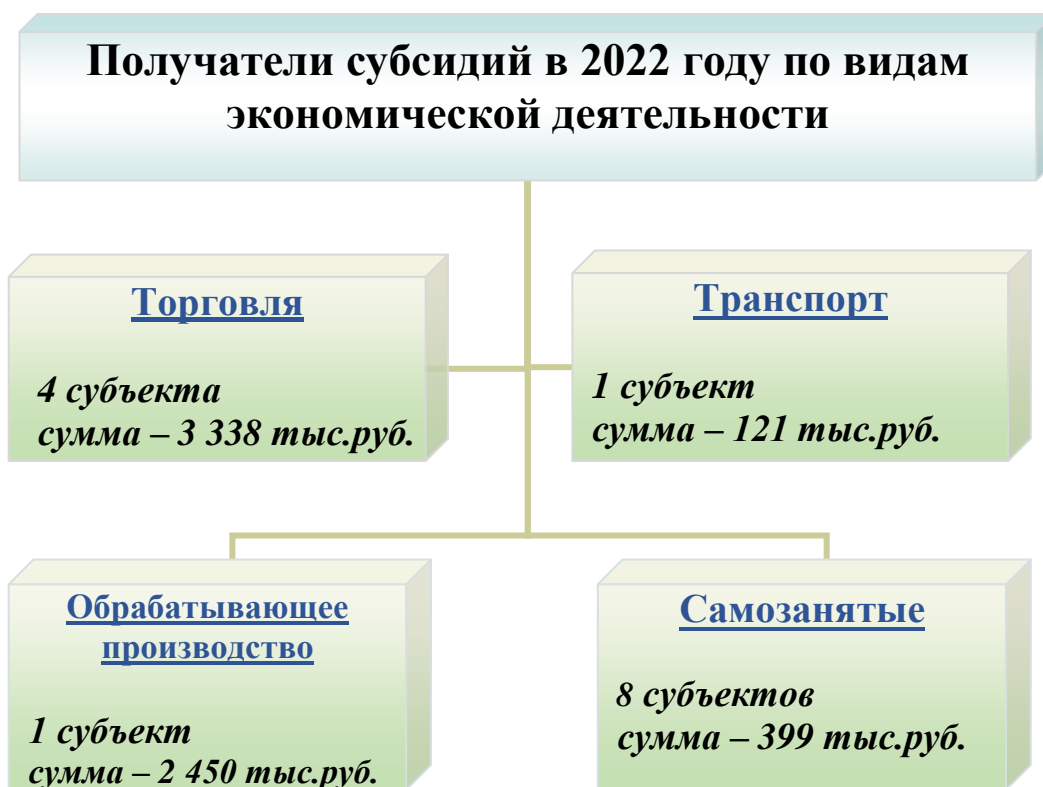 Получатели субсидий в 2022 году по видам
экономической деятельности
Торговля
4 субъекта
сумма – 3 338 тыс.руб.
Транспорт
1 субъект
сумма – 121 тыс.руб.
Обрабатывающее
производство
1 субъект
сумма – 2 450 тыс.руб.
Самозанятые
8 субъектов
сумма – 399 тыс.руб.